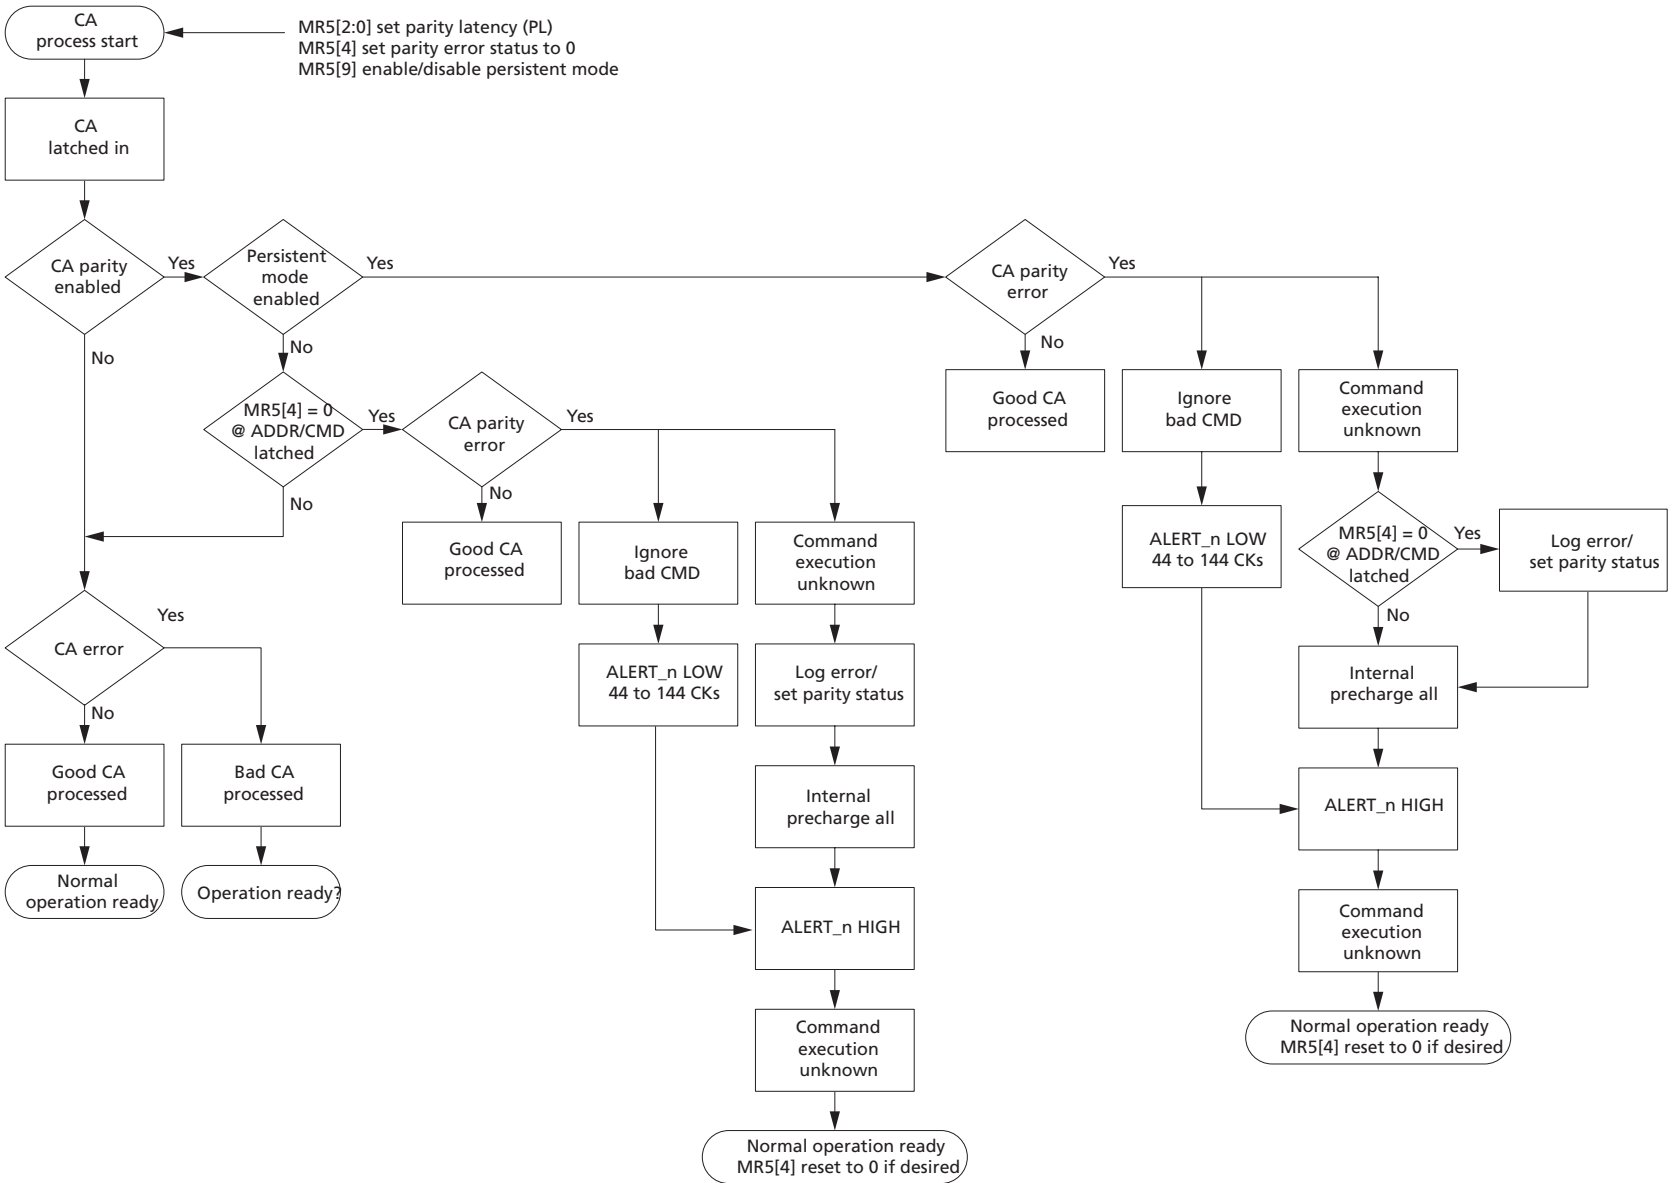 CA
process start
MR5[2:0] set parity latency (PL)
MR5[4] set parity error status to 0
MR5[9] enable/disable persistent mode
CA
latched in
CA parity
enabled
Yes
No
Persistent
mode
enabled
Yes
No
CA parity
error
Yes
No
Good CA
processed
Ignore
bad CMD
Command
execution
unknown
MR5[4] = 0
@ ADDR/CMD
latched
Yes
No
CA parity
error
Yes
No
Good CA
processed
Ignore
bad CMD
Command
execution
unknown
ALERT_n LOW
44 to 144 CKs
MR5[4] = 0
@ ADDR/CMD
latched
Yes
No
Log error/
set parity status
CA error
Yes
No
ALERT_n LOW
44 to 144 CKs
Log error/
set parity status
Internal
precharge all
Good CA
processed
Bad CA
processed
Internal
precharge all
ALERT_n HIGH
Normal
operation ready
Operation ready?
ALERT_n HIGH
Command
execution
unknown
Command
execution
unknown
Normal operation ready
MR5[4] reset to 0 if desired
Normal operation ready
MR5[4] reset to 0 if desired